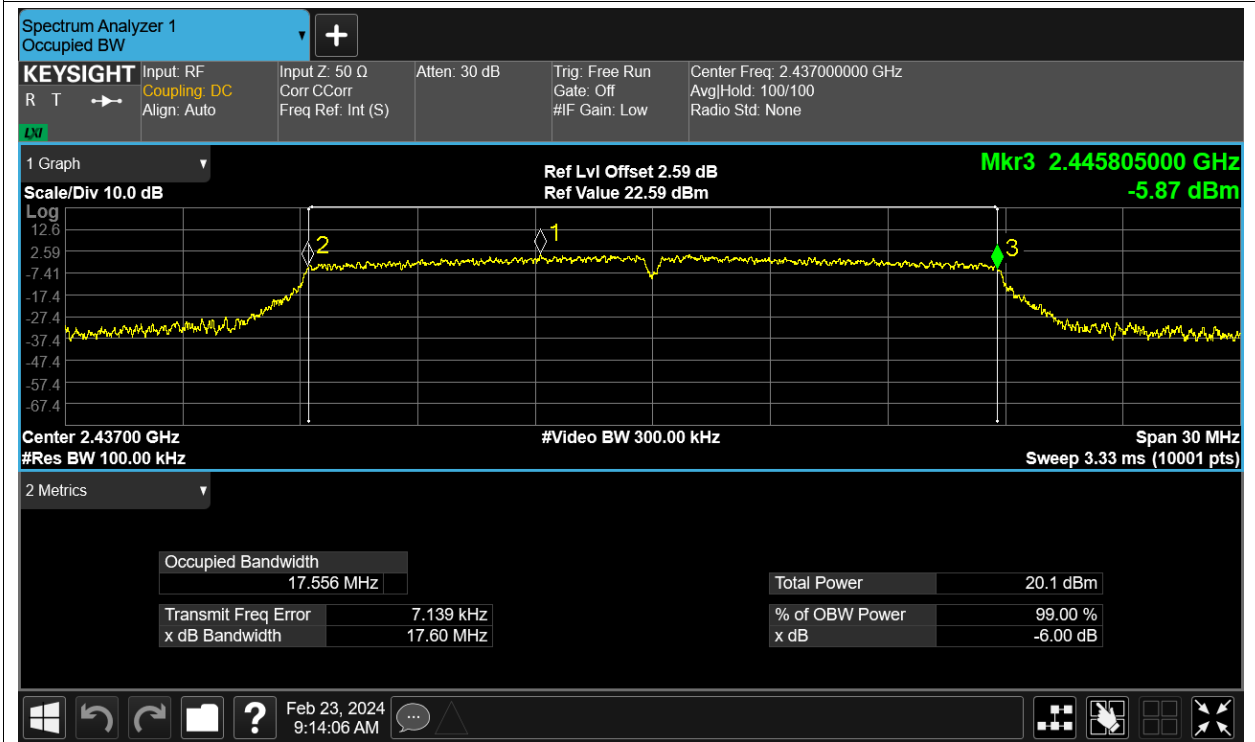 Spectrum Analyzer 1
Occupied BW
+
KEYSIGHT
R T
LXI
Input: RF
Coupling: DC
Align: Auto
Input Z: 50 Ω
Corr CCorr
Freq Ref: Int (S)
Atten: 30 dB
Trig: Free Run
Gate: Off
#IF Gain: Low
Center Freq: 2.437000000 GHz
Avg|Hold: 100/100
Radio Std: None
1 Graph
Scale/Div 10.0 dB
Ref Lvl Offset 2.59 dB
Ref Value 22.59 dBm
Mkr3 2.445805000 GHz
-5.87 dBm
Log
12.6
2.59
-7.41
-17.4
-27.4
-37.4
-47.4
-57.4
-67.4
2
1
3
Center 2.43700 GHz
#Res BW 100.00 kHz
#Video BW 300.00 kHz
Span 30 MHz
Sweep 3.33 ms (10001 pts)
2 Metrics
Occupied Bandwidth
17.556 MHz
Transmit Freq Error 7.139 kHz
x dB Bandwidth 17.60 MHz
Total Power 20.1 dBm
% of OBW Power 99.00 %
x dB -6.00 dB
?
Feb 23, 2024
9:14:06 AM